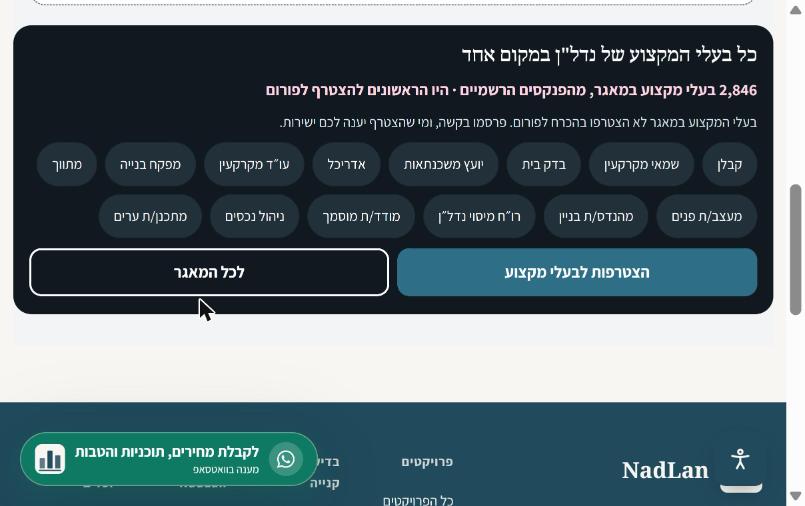 כל בעלי המקצוע של נדל"ן במקום אחד
2,846 בעלי מקצוע במאגר, מהפנקסים הרשמיים · היו הראשונים להצטרף לפורום
בעלי המקצוע במאגר לא הצטרפו בהכרח לפורום. פרסמו בקשה, ומי שהצטרף יענה לכם ישירות.
קבלן
שמאי מקרקעין
בדק בית
יועץ משכנתאות
אדריכל
עו״ד מקרקעין
מפקח בנייה
מתווך
מעצב/ת פנים
מהנדס/ת בניין
רו״ח מיסוי נדל״ן
מודד/ת מוסמך
ניהול נכסים
מתכנן/ת ערים
הצטרפות לבעלי מקצוע
לכל המאגר
NadLan
פרויקטים
כל הפרויקטים
קנייה
לקבלת מחירים, תוכניות והטבות
מענה בוואטסאפ